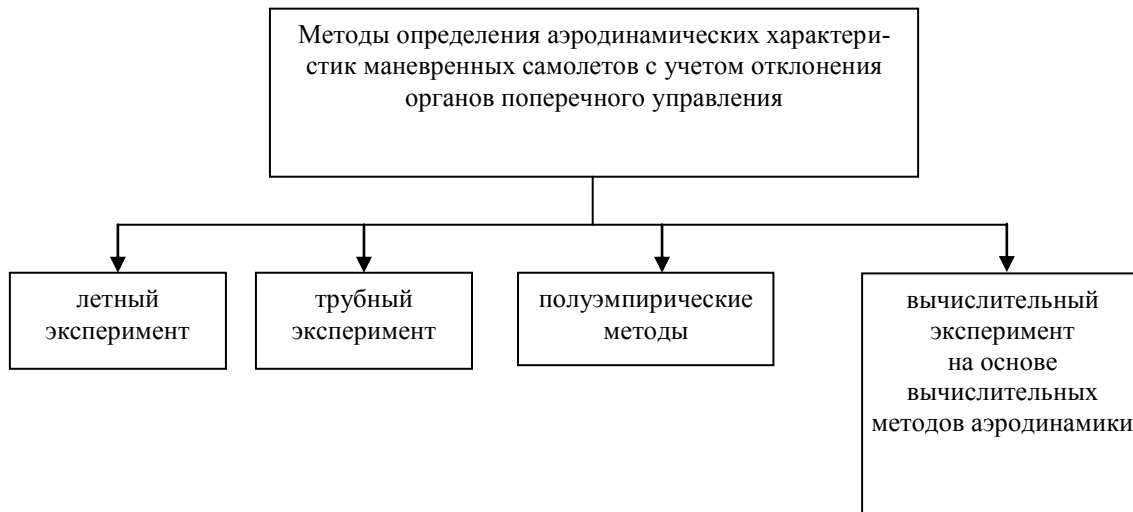 Методы определения аэродинамических характери-
стик маневренных самолетов с учетом отклонения
органов поперечного управления
летный
эксперимент
трубный
эксперимент
полуэмпирические
методы
вычислительный
эксперимент
на основе
вычислительных
методов аэродинамики